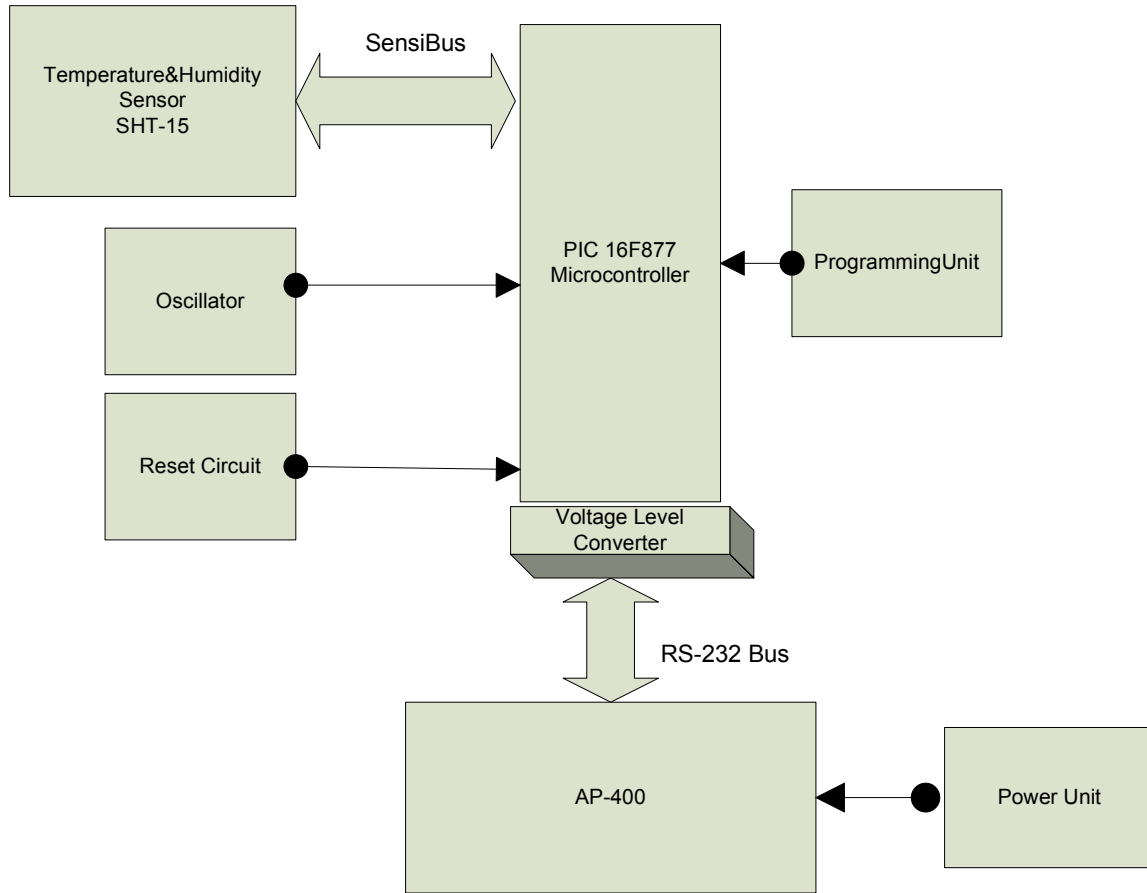 SensiBus
Temperature&Humidity
Sensor
SHT-15
PIC 16F877
Microcontroller
ProgrammingUnit
Oscillator
Reset Circuit
Voltage Level
Converter
RS-232 Bus
AP-400
Power Unit